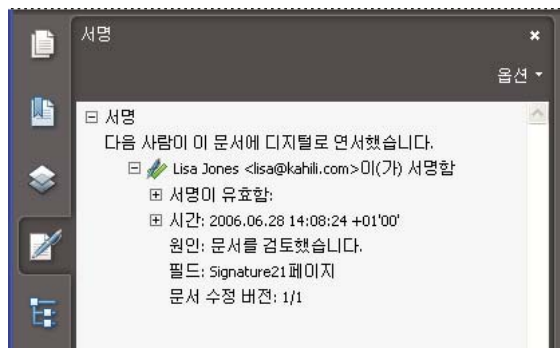 서명
옵션
서명
다음 사람이 이 문서에 디지털로 연서했습니다.
Lisa Jones <lisa@kahili.com>이(가) 서명함
서명이 유효함:
시간: 2006.06.28 14:08:24 +01'00'
원인: 문서를 검토했습니다.
필드: Signature21페이지
문서 수정 버전: 1/1